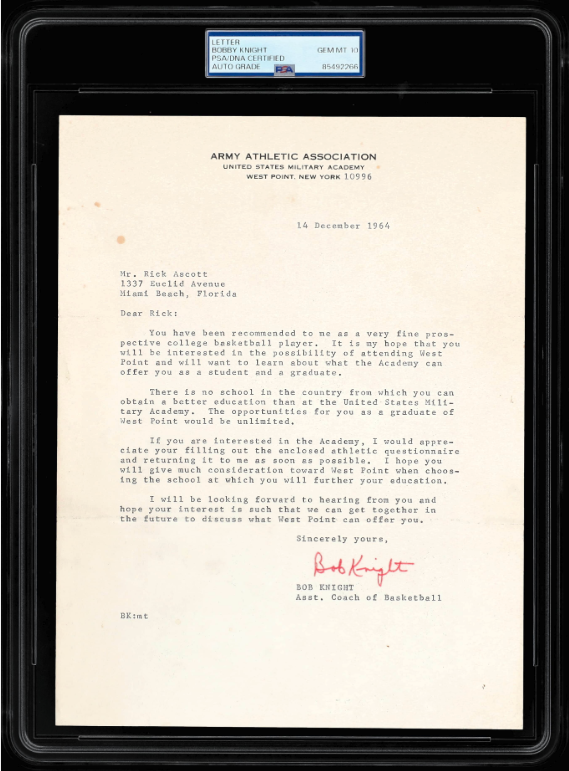 LETTER
BOBBY KNIGHT GEM MT 10
PSA/DNA CERTIFIED
AUTO GRADE PSA 85492266
ARMY ATHLETIC ASSOCIATION
UNITED STATES MILITARY ACADEMY
WEST POINT, NEW YORK 10996
14 December 1964
Mr. Rick Ascott
1337 Euclid Avenue
Miami Beach, Florida
Dear Rick:
You have been recommended to me as a very fine pros-
pective college basketball player. It is my hope that you
will be interested in the possibility of attending West
Point and will want to learn about what the Academy can
offer you as a student and a graduate.
There is no school in the country from which you can
obtain a better education than at the United States Mili-
tary Academy. The opportunities for you as a graduate of
West Point would be unlimited.
If you are interested in the Academy, I would appre-
ciate your filling out the enclosed athletic questionnaire
and returning it to me as soon as possible. I hope you
will give much consideration toward West Point when choos-
ing the school at which you will further your education.
I will be looking forward to hearing from you and
hope your interest is such that we can get together in
the future to discuss what West Point can offer you.
Sincerely yours,
Bob Knight
BOB KNIGHT
Asst. Coach of Basketball
BK:mt